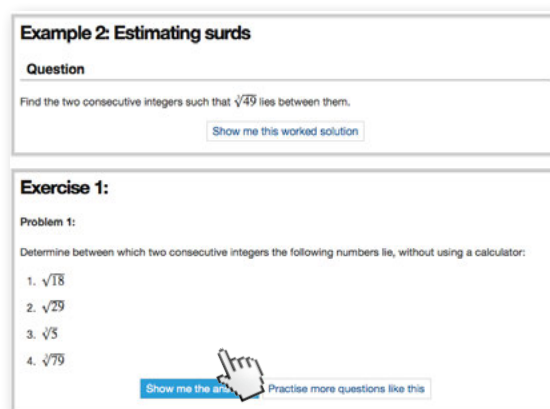 Example 2: Estimating surds
Question
Find the two consecutive integers such that ∛49 lies between them.
Show me this worked solution
Exercise 1:
Problem 1:
Determine between which two consecutive integers the following numbers lie, without using a calculator:
1. √18
2. √29
3. ∛5
4. ∛79
Show me the
Practise more questions like this